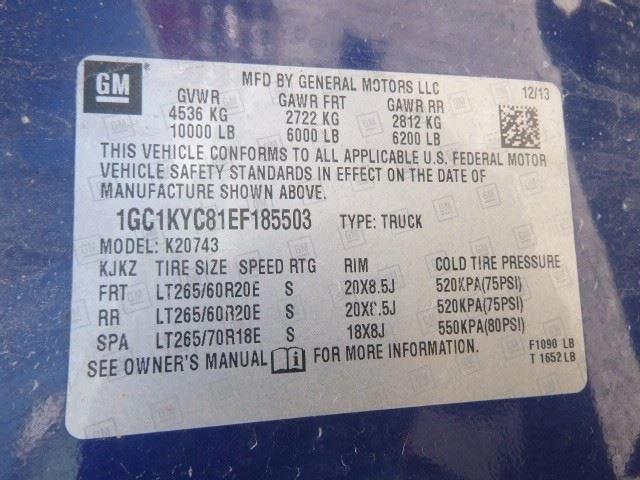 GM
MFD BY GENERAL MOTORS LLC
12/13
GVWR GAWR FRT GAWR RR
4536 KG 2722 KG 2812 KG
10000 LB 6000 LB 6200 LB
THIS VEHICLE CONFORMS TO ALL APPLICABLE U.S. FEDERAL MOTOR
VEHICLE SAFETY STANDARDS IN EFFECT ON THE DATE OF
MANUFACTURE SHOWN ABOVE.
1GC1KYC81EF185503 TYPE: TRUCK
MODEL: K20743
KJKZ TIRE SIZE SPEED RTG RIM COLD TIRE PRESSURE
FRT LT265/60R20E S 20X8.5J 520KPA(75PSI)
RR LT265/60R20E S 20X8.5J 520KPA(75PSI)
SPA LT265/70R18E S 18X8J 550KPA(80PSI)
SEE OWNER'S MANUAL FOR MORE INFORMATION.
F1090 LB
T 1652 LB